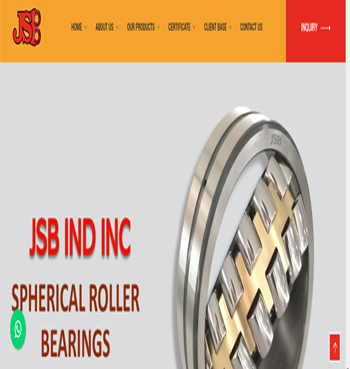 JSB
HOME ABOUT US OUR PRODUCTS CERTIFICATE CLIENT BASE CONTACT US INQUIRY
JSB
JSB IND INC
SPHERICAL ROLLER
BEARINGS